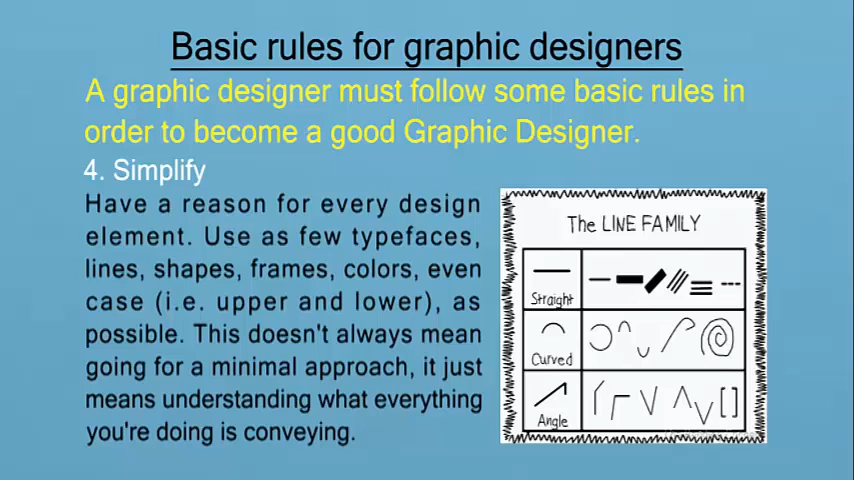 Basic rules for graphic designers
A graphic designer must follow some basic rules in
order to become a good Graphic Designer.
4. Simplify
Have a reason for every design
element. Use as few typefaces,
lines, shapes, frames, colors, even
case (i.e. upper and lower), as
possible. This doesn't always mean
going for a minimal approach, it just
means understanding what everything
you're doing is conveying.
The LINE FAMILY
Straight
Curved
Angle